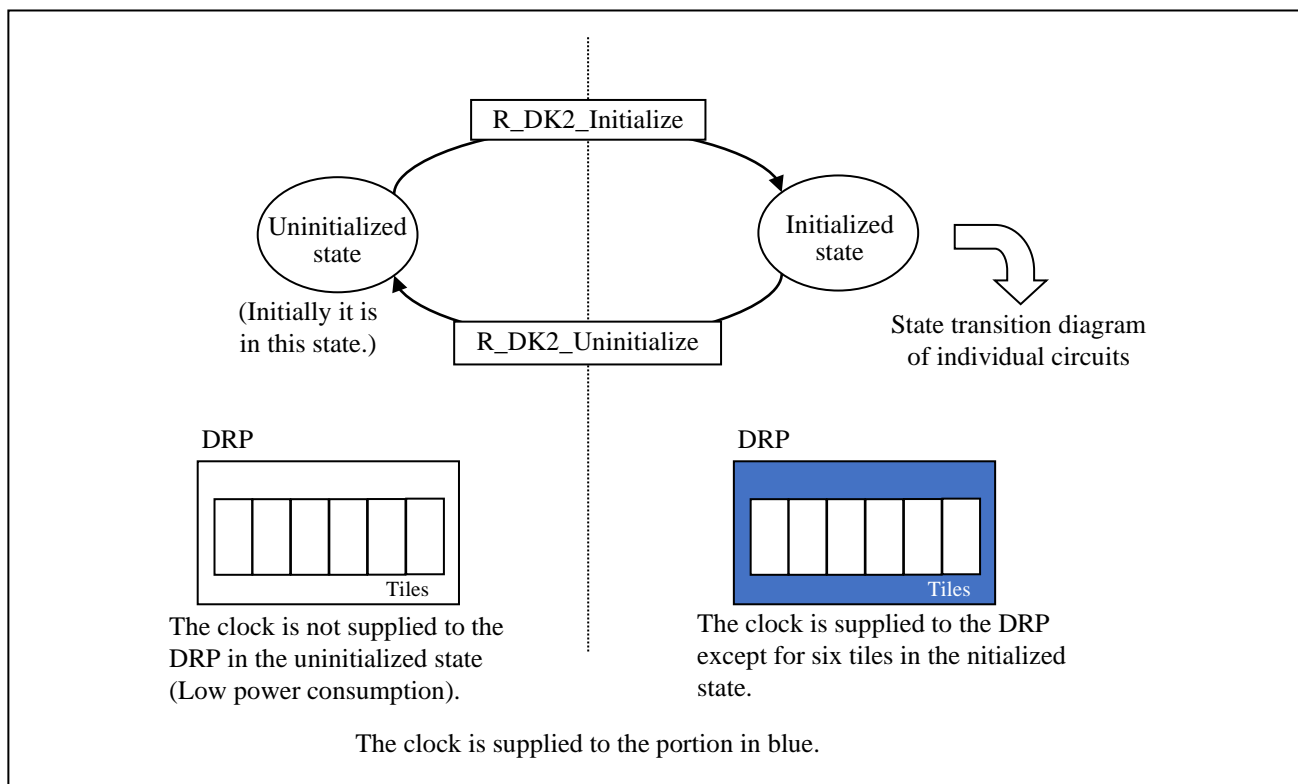 R_DK2_Initialize
Uninitialized
state
Initialized
state
(Initially it is
in this state.)
R_DK2_Uninitialize
State transition diagram
of individual circuits
DRP
Tiles
The clock is not supplied to the
DRP in the uninitialized state
(Low power consumption).
DRP
Tiles
The clock is supplied to the DRP
except for six tiles in the nitialized
state.
The clock is supplied to the portion in blue.